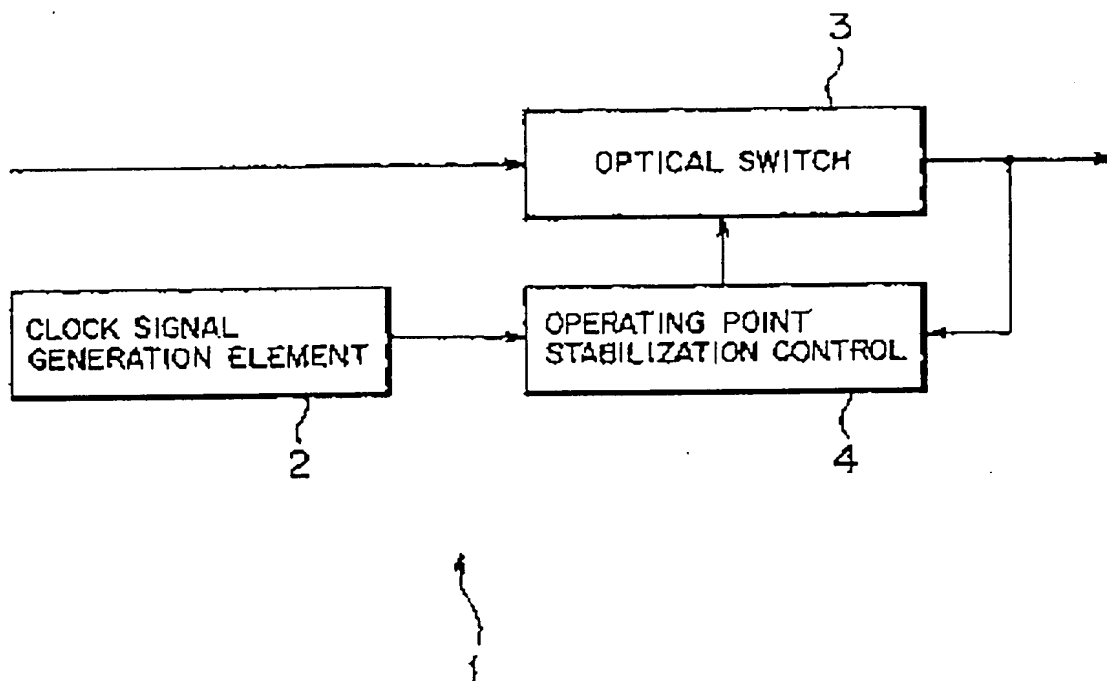 3
OPTICAL SWITCH
CLOCK SIGNAL
GENERATION ELEMENT
OPERATING POINT
STABILIZATION CONTROL
2
4
1